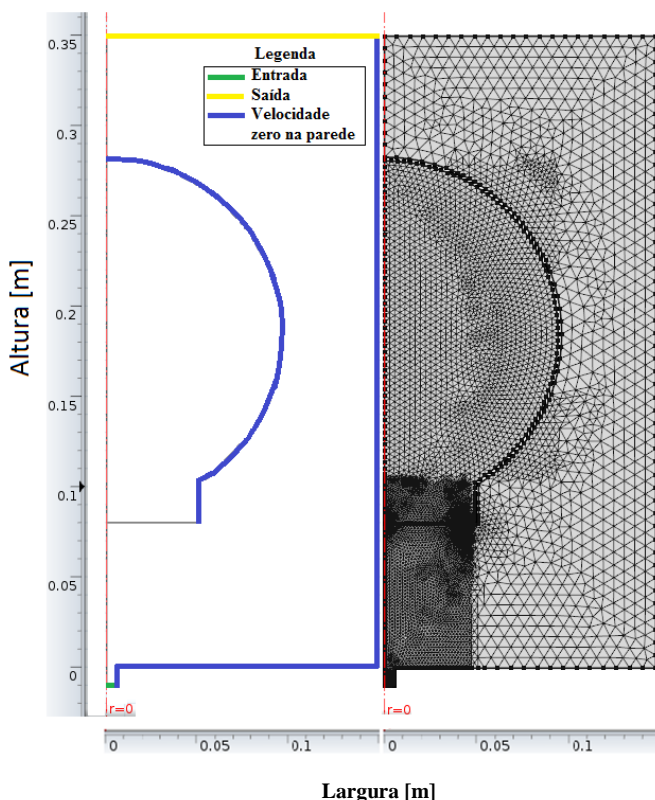 0.35
0.3
0.25
0.2
0.15
0.1
0.05
0
Altura [m]
Legenda
Entrada
Saída
Velocidade
zero na parede
r=0
r=0
0
0.05
0.1
0
0.05
0.1
Largura [m]